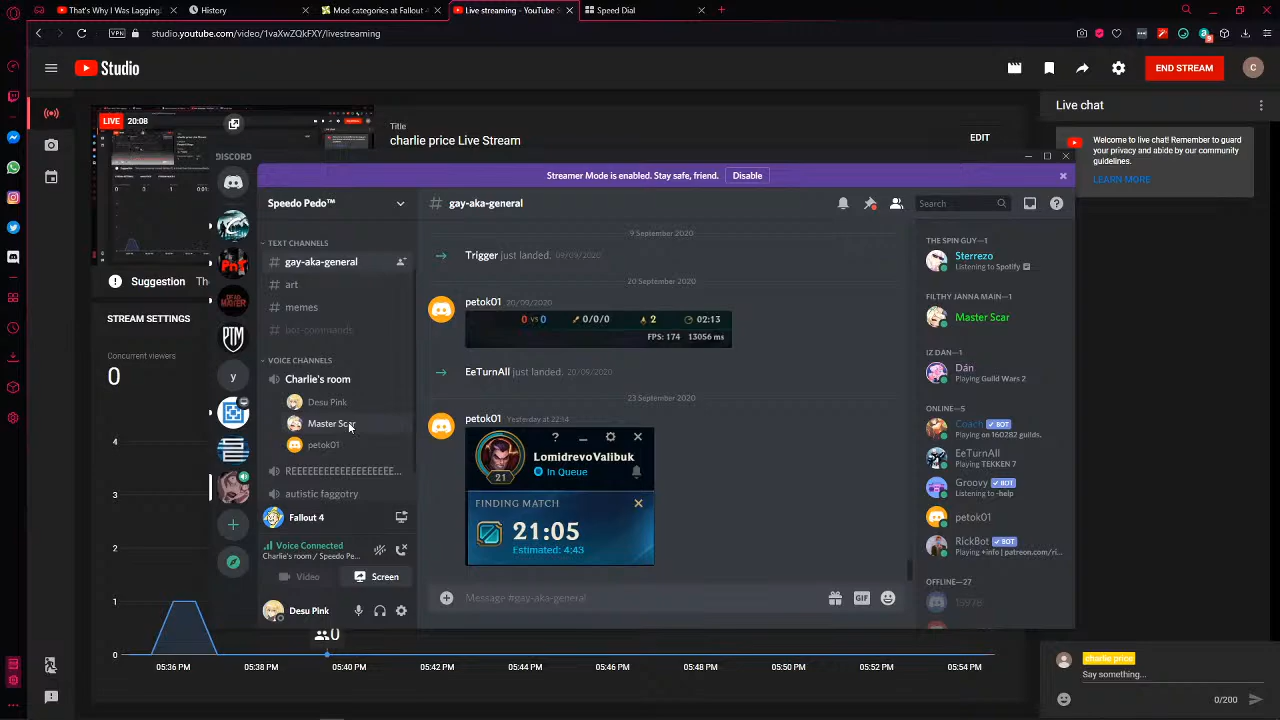 That's Why I Was Lagging
History
Mod categories at Fallout 4
Live streaming - YouTube S
Speed Dial
VPN
studio.youtube.com/video/1vaXwZQkFXY/livestreaming
Studio
END STREAM
C
LIVE 20:08
Title
charlie price Live Stream
EDIT
Live chat
Welcome to live chat! Remember to guard
your privacy and abide by our community
guidelines.
LEARN MORE
Suggestion
STREAM SETTINGS
Concurrent viewers
0
4
3
2
1
0
05:36 PM
05:38 PM
05:40 PM
05:42 PM
05:44 PM
05:46 PM
05:48 PM
05:50 PM
05:52 PM
05:54 PM
DISCORD
Streamer Mode is enabled. Stay safe, friend.
Disable
Speedo Pedo™
# gay-aka-general
Search
TEXT CHANNELS
# gay-aka-general
# art
# memes
# bot-commands
VOICE CHANNELS
Charlie's room
Desu Pink
Master Scar
petok01
REEEEEEEEEEEEEEEEEEEE...
autistic faggotry
Fallout 4
Voice Connected
Charlie's room / Speedo Pe...
Video
Screen
Desu Pink
0
PTM
y
9 September 2020
Trigger just landed. 09/09/2020
20 September 2020
petok01 20/09/2020
0 vs 0 0/0/0 2 02:13
FPS: 174 13056 ms
EeTurnAll just landed. 20/09/2020
23 September 2020
petok01 Yesterday at 22:54
LomidrevoValibuk
In Queue
21
FINDING MATCH
21:05
Estimated: 4:43
Message #gay-aka-general
GIF
THE SPIN GUY—1
Sterrezo
Listening to Spotify
FILTHY JANNA MAIN—1
Master Scar
IZ DAN—1
Dán
Playing Guild Wars 2
ONLINE—5
Coach BOT
Playing on 160282 guilds.
EeTurnAll
Playing TEKKEN 7
Groovy BOT
Listening to -help
petok01
RickBot BOT
Playing +info | patreon.com/ri...
OFFLINE—27
charlie price
Say something...
0/200